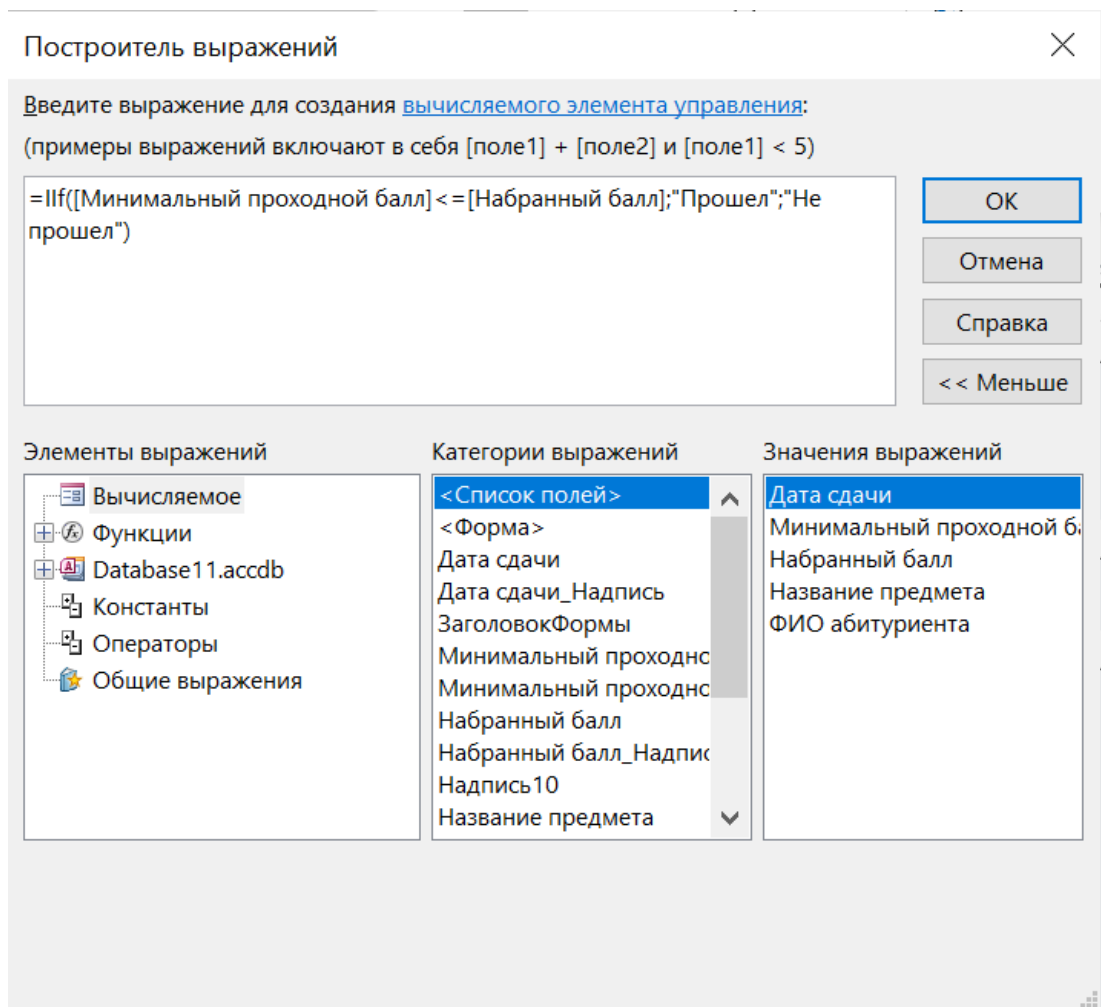 Построитель выражений
Введите выражение для создания вычисляемого элемента управления:
(примеры выражений включают в себя [поле1] + [поле2] и [поле1] < 5)
=IIf([Минимальный проходной балл]<=[Набранный балл];"Прошел";"Не
прошел")
OK
Отмена
Справка
<< Меньше
Элементы выражений
Вычисляемое
Функции
Database11.accdb
Константы
Операторы
Общие выражения
Категории выражений
<Список полей>
<Форма>
Дата сдачи
Дата сдачи_Надпись
ЗаголовокФормы
Минимальный проходно
Минимальный проходно
Набранный балл
Набранный балл_Надпис
Надпись10
Название предмета
Значения выражений
Дата сдачи
Минимальный проходной ба
Набранный балл
Название предмета
ФИО абитуриента